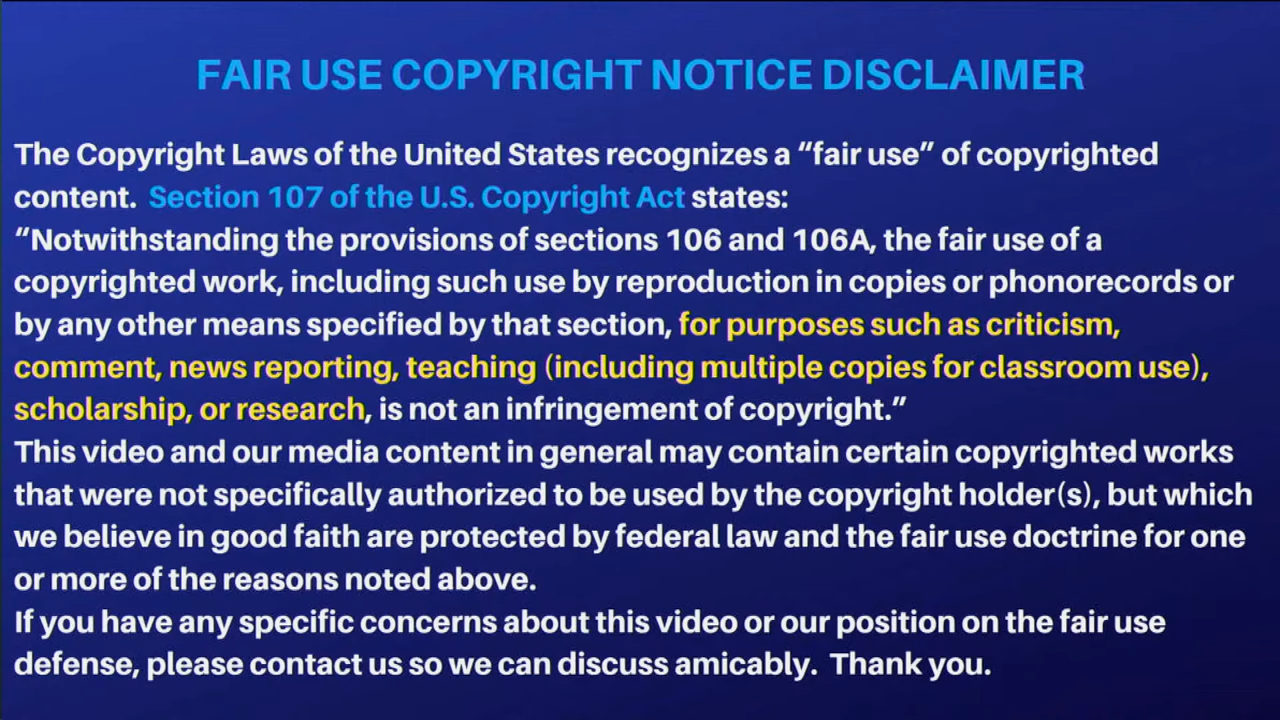 FAIR USE COPYRIGHT NOTICE DISCLAIMER
The Copyright Laws of the United States recognizes a “fair use” of copyrighted
content.  Section 107 of the U.S. Copyright Act states:
“Notwithstanding the provisions of sections 106 and 106A, the fair use of a
copyrighted work, including such use by reproduction in copies or phonorecords or
by any other means specified by that section, for purposes such as criticism,
comment, news reporting, teaching (including multiple copies for classroom use),
scholarship, or research, is not an infringement of copyright.”
This video and our media content in general may contain certain copyrighted works
that were not specifically authorized to be used by the copyright holder(s), but which
we believe in good faith are protected by federal law and the fair use doctrine for one
or more of the reasons noted above.
If you have any specific concerns about this video or our position on the fair use
defense, please contact us so we can discuss amicably.  Thank you.